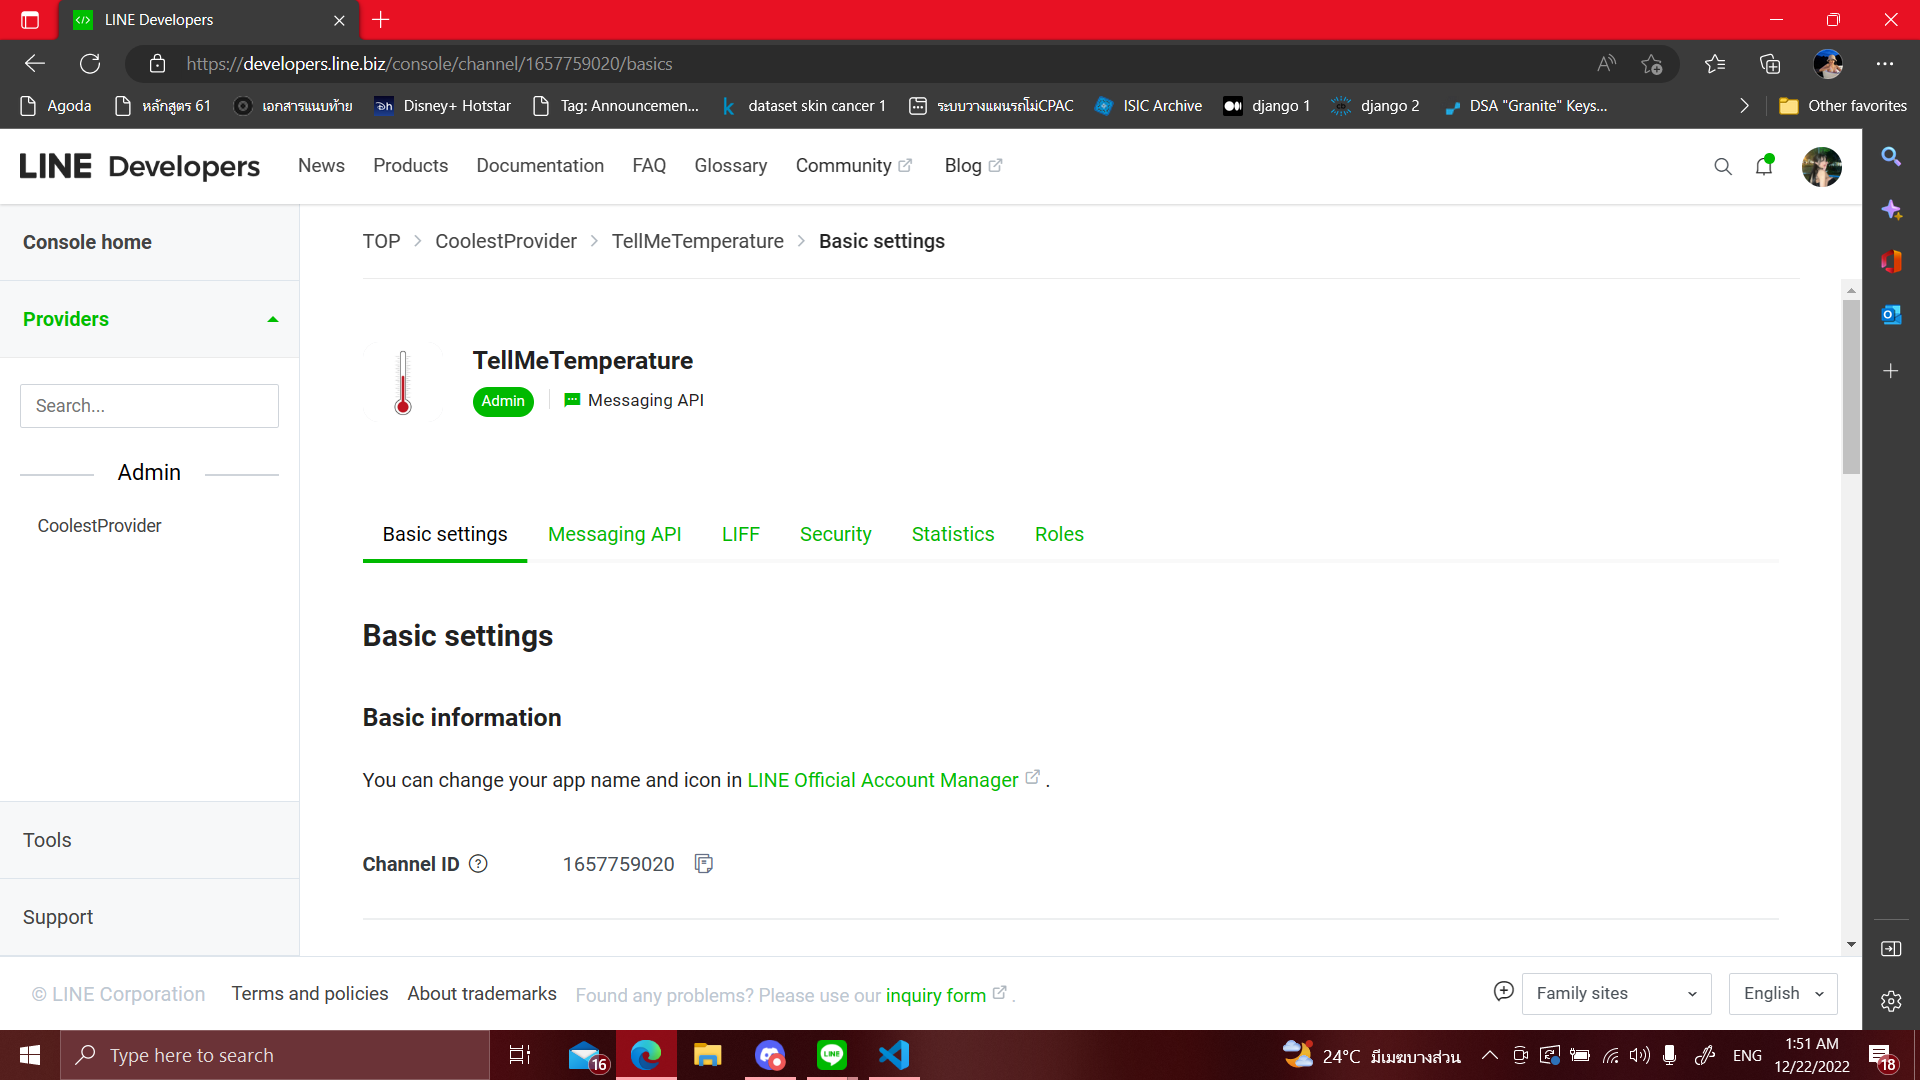 LINE Developers
https://developers.line.biz/console/channel/1657759020/basics
Agoda หลักสูตร 61 เอกสารแนบท้าย Disney+ Hotstar Tag: Announcemen... dataset skin cancer 1 ระบบวางแผนรถโม่CPAC ISIC Archive django 1 django 2 DSA "Granite" Keys... Other favorites
LINE Developers News Products Documentation FAQ Glossary Community Blog
Console home
TOP CoolestProvider TellMeTemperature Basic settings
Providers
TellMeTemperature
Admin Messaging API
Search...
Admin
CoolestProvider
Basic settings Messaging API LIFF Security Statistics Roles
Basic settings
Basic information
You can change your app name and icon in LINE Official Account Manager .
Channel ID ? 1657759020
Tools
Support
© LINE Corporation Terms and policies About trademarks Found any problems? Please use our inquiry form . Family sites English
Type here to search 16 LINE 24°C มีเมฆบางส่วน ENG 1:51 AM
12/22/2022 18